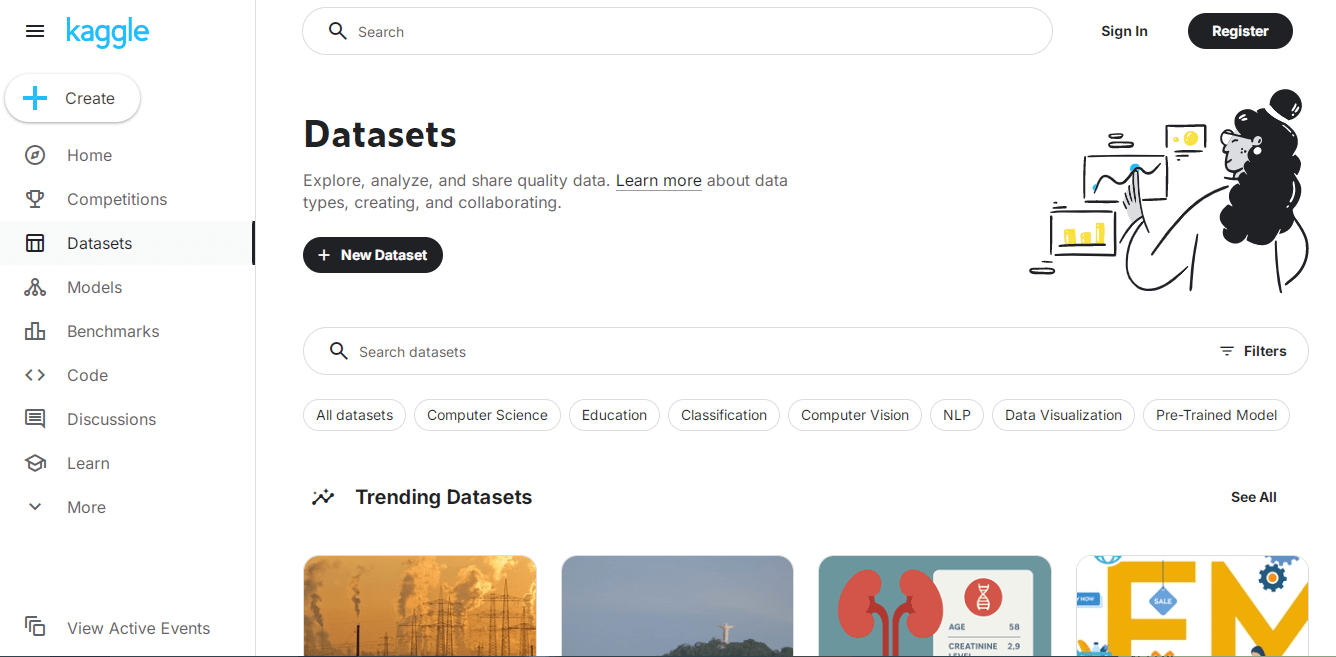 kaggle
Search
Sign In
Register
Create
Home
Competitions
Datasets
Models
Benchmarks
Code
Discussions
Learn
More
View Active Events
Datasets
Explore, analyze, and share quality data. Learn more about data
types, creating, and collaborating.
New Dataset
Search datasets
Filters
All datasets
Computer Science
Education
Classification
Computer Vision
NLP
Data Visualization
Pre-Trained Model
Trending Datasets
See All
AGE 58
CREATININE 2,9
LEVEL
NOW
SALE
EM